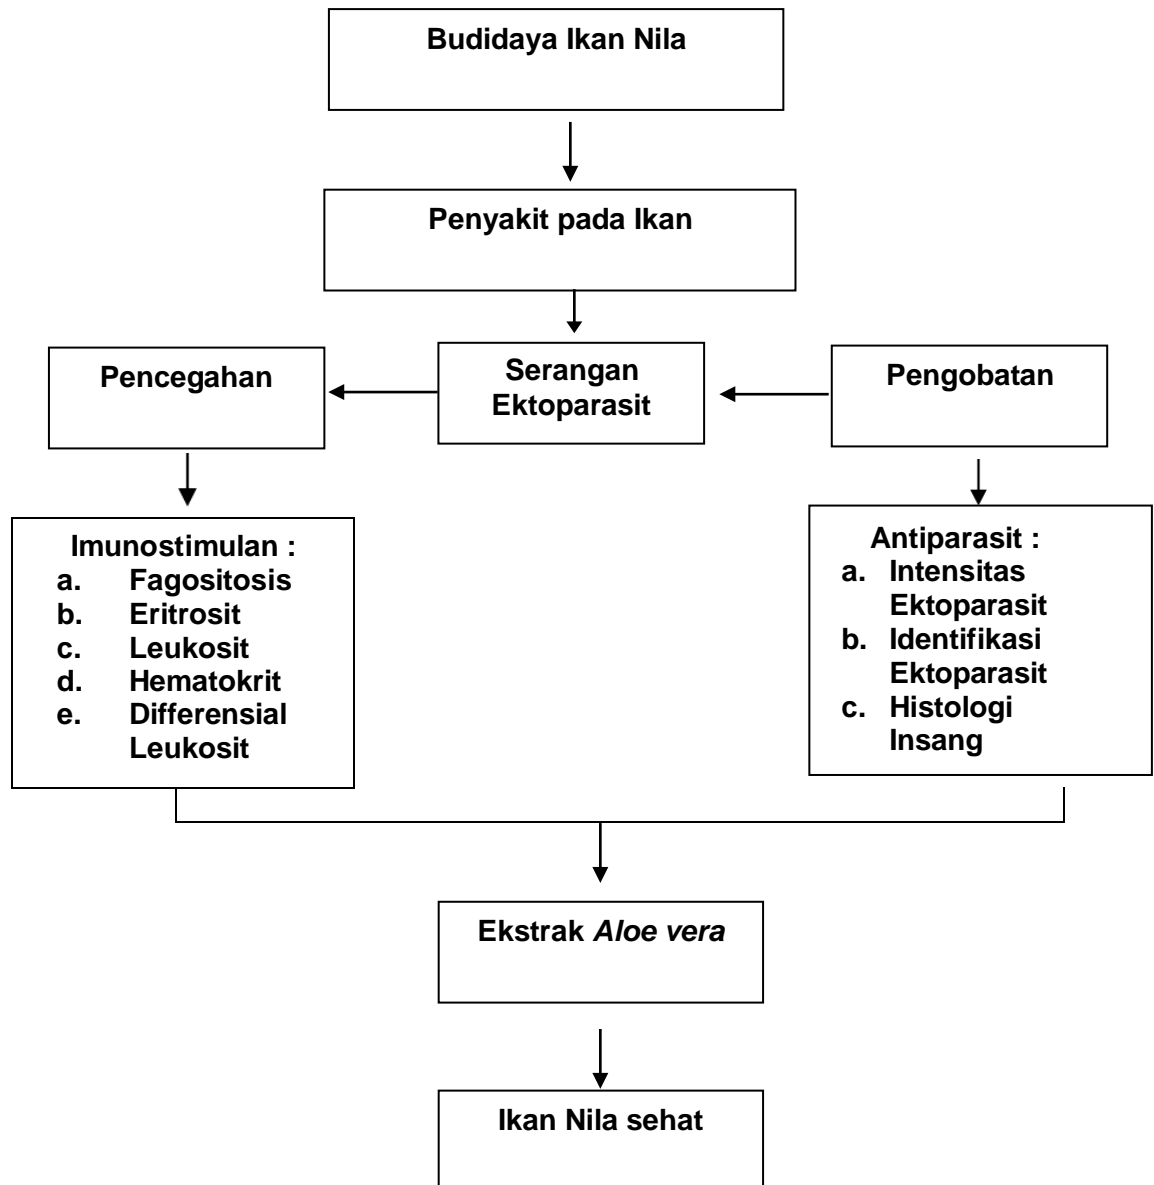 Budidaya Ikan Nila
Penyakit pada Ikan
Pencegahan
Serangan
Ektoparasit
Pengobatan
Imunostimulan :
a. Fagositosis
b. Eritrosit
c. Leukosit
d. Hematokrit
e. Differensial
Leukosit
Antiparasit :
a. Intensitas
Ektoparasit
b. Identifikasi
Ektoparasit
c. Histologi
Insang
Ekstrak Aloe vera
Ikan Nila sehat